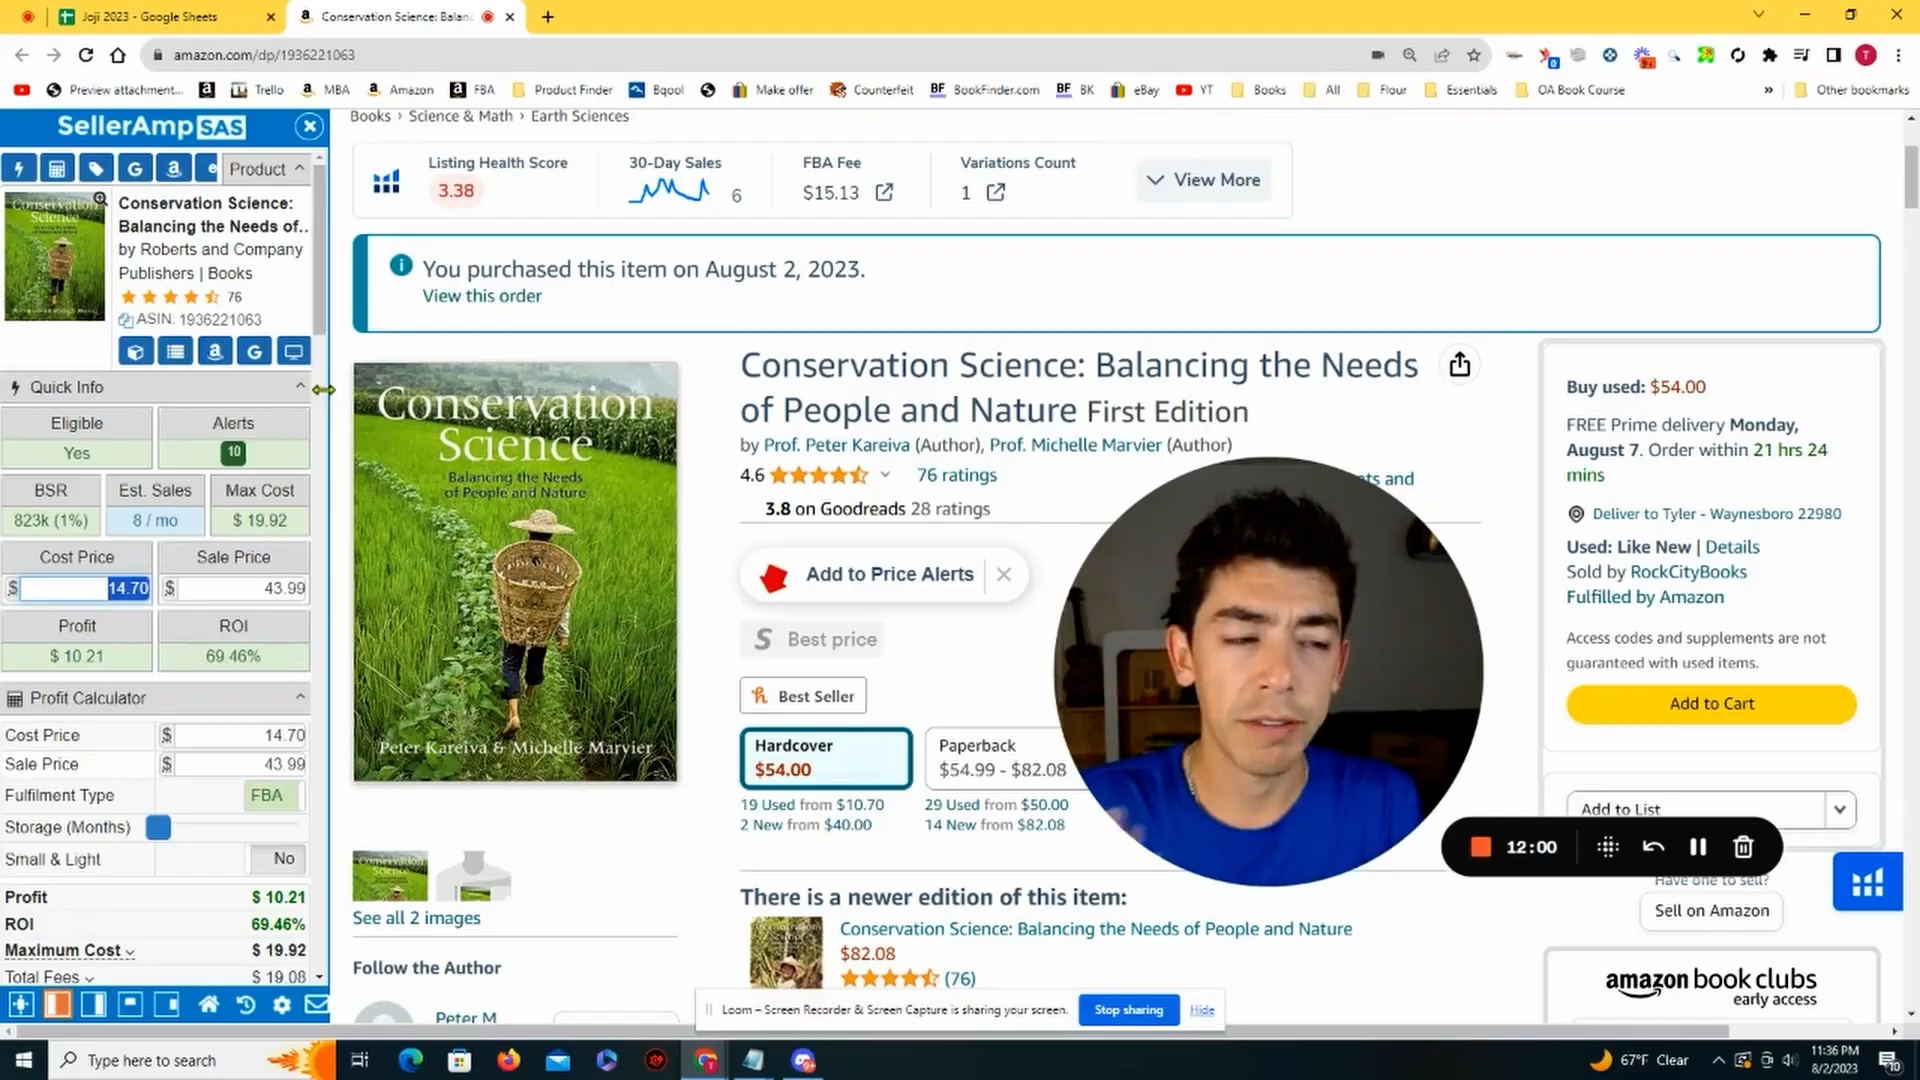 Joji 2023 - Google Sheets
Conservation Science: Balanc
amazon.com/dp/1936221063
Preview attachment...
Trello
MBA
Amazon
FBA
Product Finder
Bqool
Make offer
Counterfeit
BF BookFinder.com
BF BK
eBay
YT
Books
All
Flour
Essentials
OA Book Course
Other bookmarks
SellerAmp SAS
Product
Conservation Science:
Balancing the Needs of..
by Roberts and Company
Publishers | Books
76
ASIN: 1936221063
Quick Info
Eligible
Alerts
Yes
10
BSR
Est. Sales
Max Cost
823k (1%)
8 / mo
$ 19.92
Cost Price
Sale Price
$ 14.70
$ 43.99
Profit
ROI
$ 10.21
69.46%
Profit Calculator
Cost Price $ 14.70
Sale Price $ 43.99
Fulfilment Type FBA
Storage (Months)
Small & Light No
Profit $ 10.21
ROI 69.46%
Maximum Cost $ 19.92
Total Fees $ 19.08
Books › Science & Math › Earth Sciences
Listing Health Score
3.38
30-Day Sales
6
FBA Fee
$15.13
Variations Count
1
View More
You purchased this item on August 2, 2023.
View this order
Conservation
Science
Balancing the Needs
of People and Nature
Peter Kareiva & Michelle Marvier
See all 2 images
Follow the Author
Peter M
Conservation Science: Balancing the Needs
of People and Nature First Edition
by Prof. Peter Kareiva (Author), Prof. Michelle Marvier (Author)
4.6
76 ratings
ts and
3.8 on Goodreads 28 ratings
Add to Price Alerts
S Best price
Best Seller
Hardcover
$54.00
19 Used from $10.70
2 New from $40.00
Paperback
$54.99 - $82.08
29 Used from $50.00
14 New from $82.08
There is a newer edition of this item:
Conservation Science: Balancing the Needs of People and Nature
$82.08
(76)
Buy used: $54.00
FREE Prime delivery Monday,
August 7. Order within 21 hrs 24
mins
Deliver to Tyler - Waynesboro 22980
Used: Like New | Details
Sold by RockCityBooks
Fulfilled by Amazon
Access codes and supplements are not
guaranteed with used items.
Add to Cart
Add to List
12:00
Have one to sell?
Sell on Amazon
amazon book clubs
early access
Loom – Screen Recorder & Screen Capture is sharing your screen.
Stop sharing
Hide
Type here to search
67°F Clear
11:36 PM
8/2/2023
10